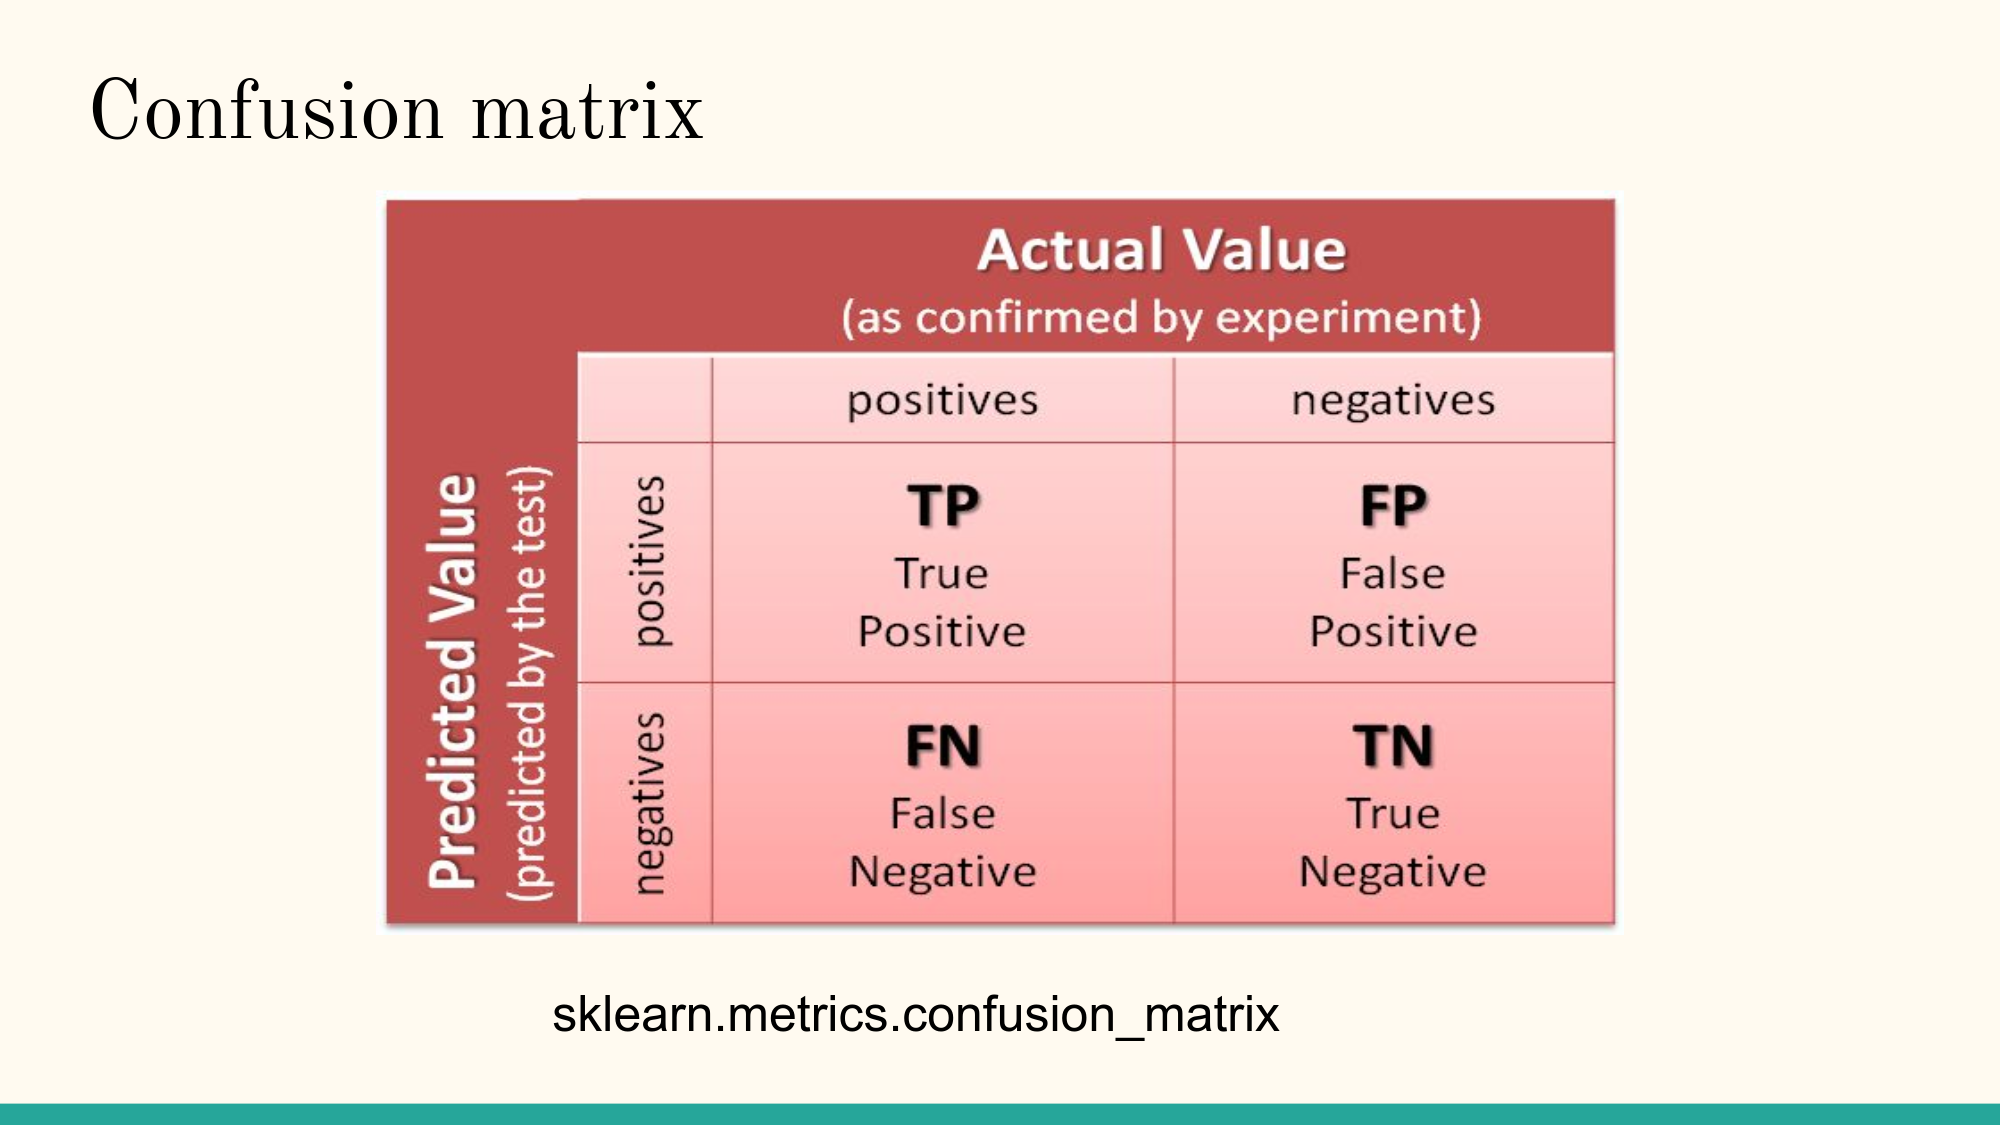 Confusion matrix
Actual Value
(as confirmed by experiment)
Predicted Value
(predicted by the test)
positives
negatives
positives
TP
True
Positive
FP
False
Positive
negatives
FN
False
Negative
TN
True
Negative
sklearn.metrics.confusion_matrix